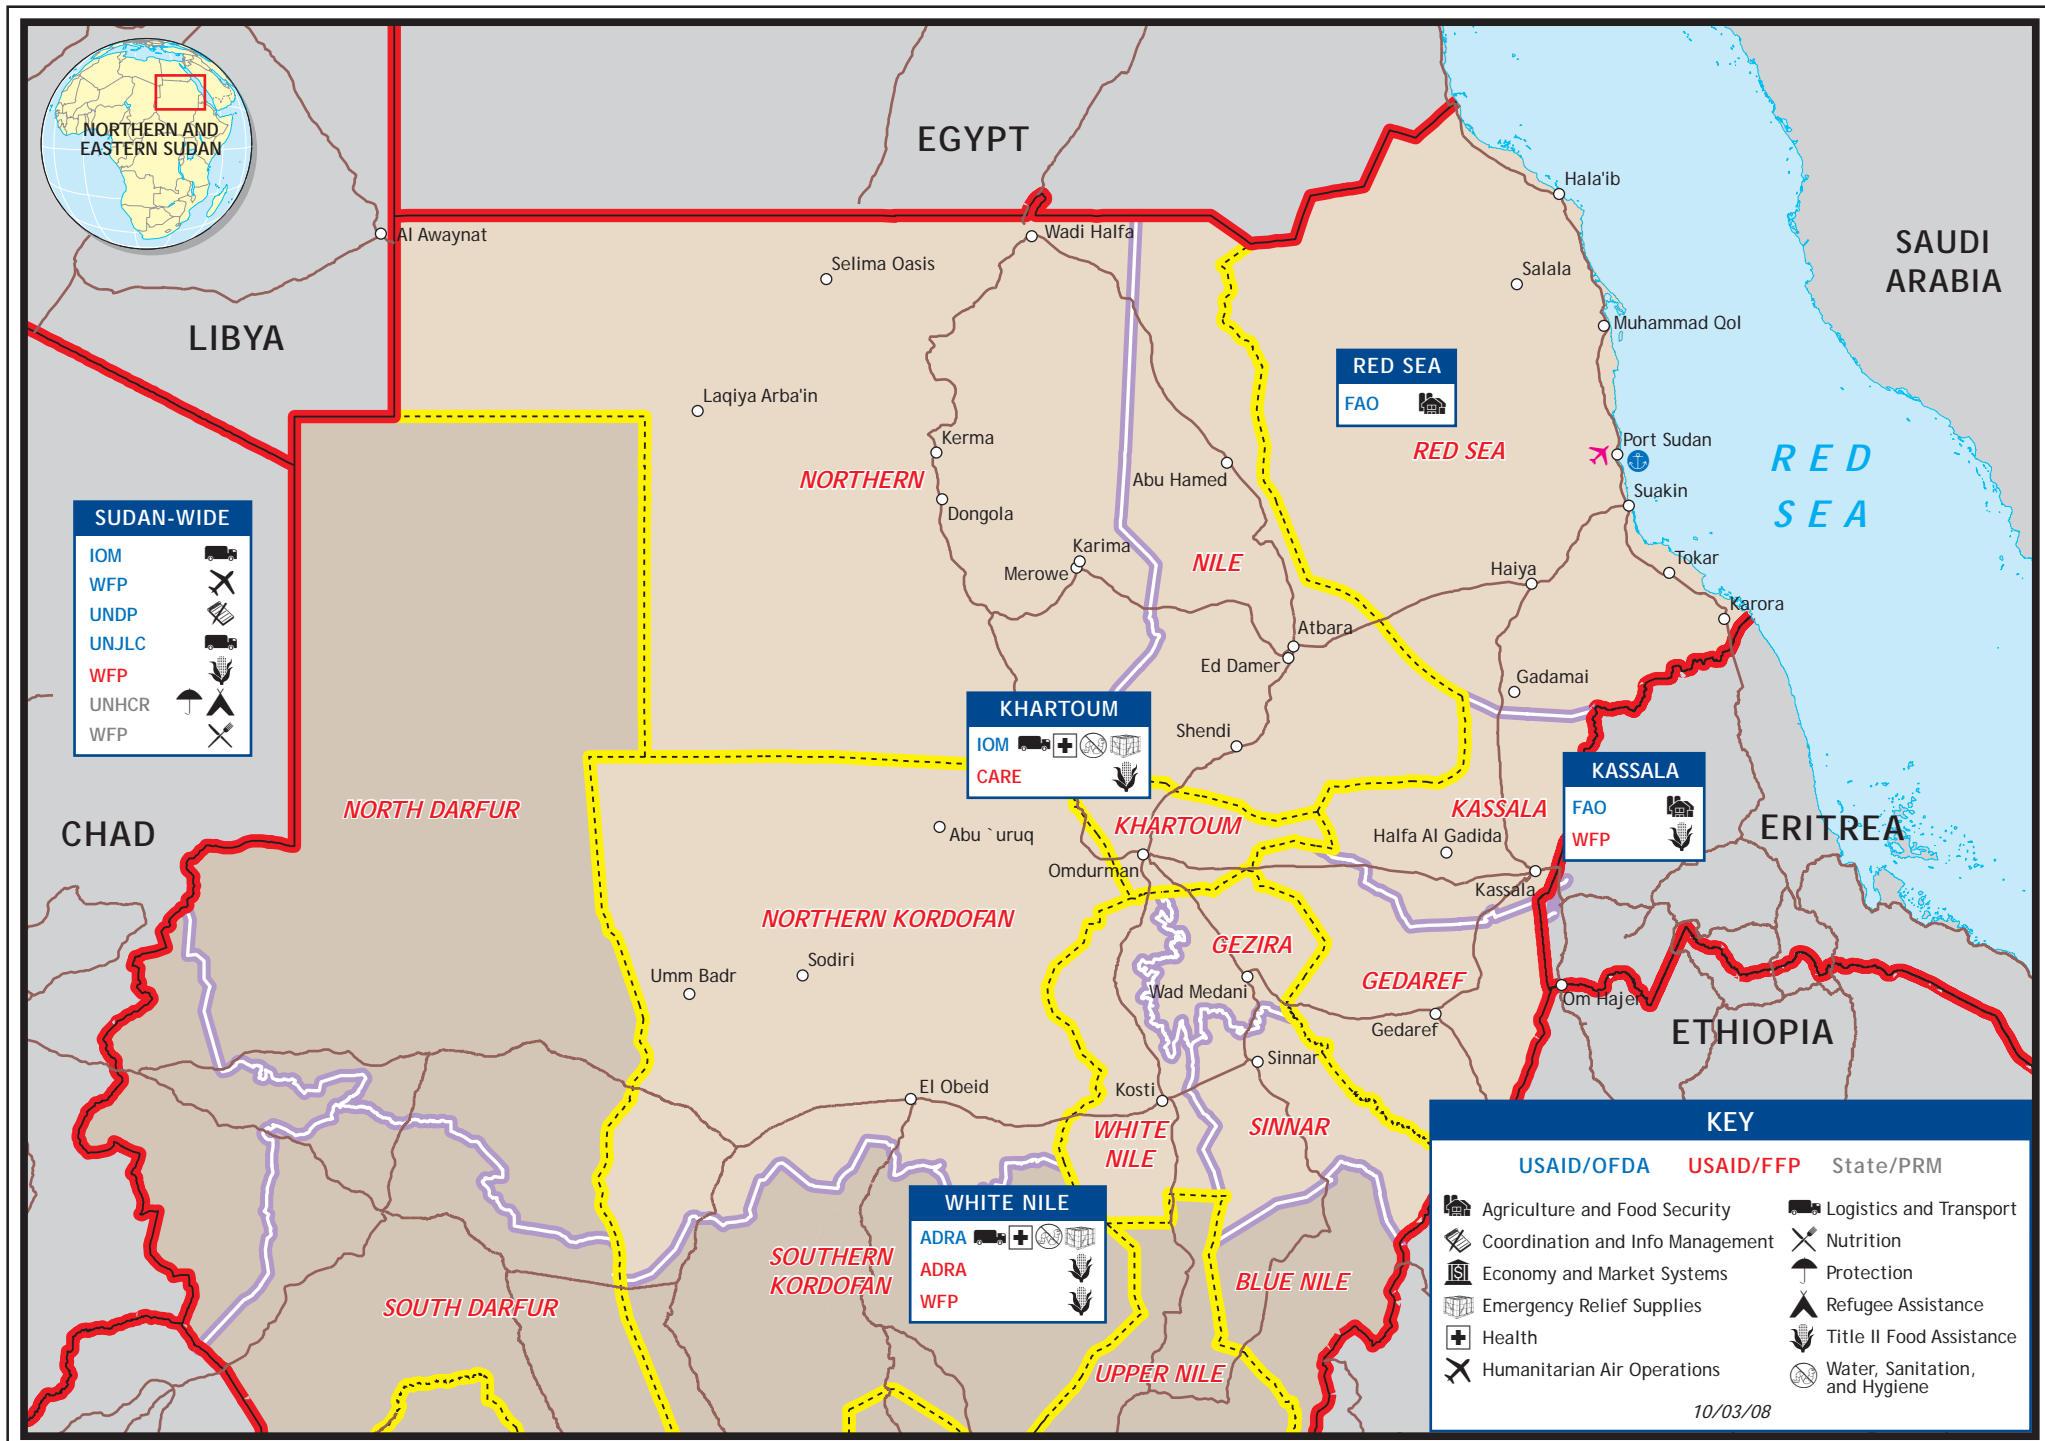 NORTHERN AND
EASTERN SUDAN
EGYPT
LIBYA
SAUDI
ARABIA
CHAD
ERITREA
ETHIOPIA
RED
SEA
Al Awaynat
Wadi Halfa
Selima Oasis
Hala'ib
Salala
Muhammad Qol
Laqiya Arba'in
Kerma
Dongola
Abu Hamed
Karima
Merowe
Port Sudan
Suakin
Tokar
Haiya
Karora
Atbara
Ed Damer
Gadamai
Shendi
Abu `uruq
Omdurman
Halfa Al Gadida
Kassala
Sodiri
Umm Badr
Wad Medani
Gedaref
Om Hajer
Sinnar
Kosti
El Obeid
NORTHERN
NILE
RED SEA
NORTH DARFUR
KHARTOUM
KASSALA
NORTHERN KORDOFAN
GEZIRA
GEDAREF
WHITE
NILE
SINNAR
SOUTHERN
KORDOFAN
SOUTH DARFUR
BLUE NILE
UPPER NILE
SUDAN-WIDE
IOM
WFP
UNDP
UNJLC
WFP
UNHCR
WFP
RED SEA
FAO
KHARTOUM
IOM
CARE
KASSALA
FAO
WFP
WHITE NILE
ADRA
ADRA
WFP
KEY
USAID/OFDA USAID/FFP State/PRM
Agriculture and Food Security
Coordination and Info Management
Economy and Market Systems
Emergency Relief Supplies
Health
Humanitarian Air Operations
Logistics and Transport
Nutrition
Protection
Refugee Assistance
Title II Food Assistance
Water, Sanitation,
and Hygiene
10/03/08